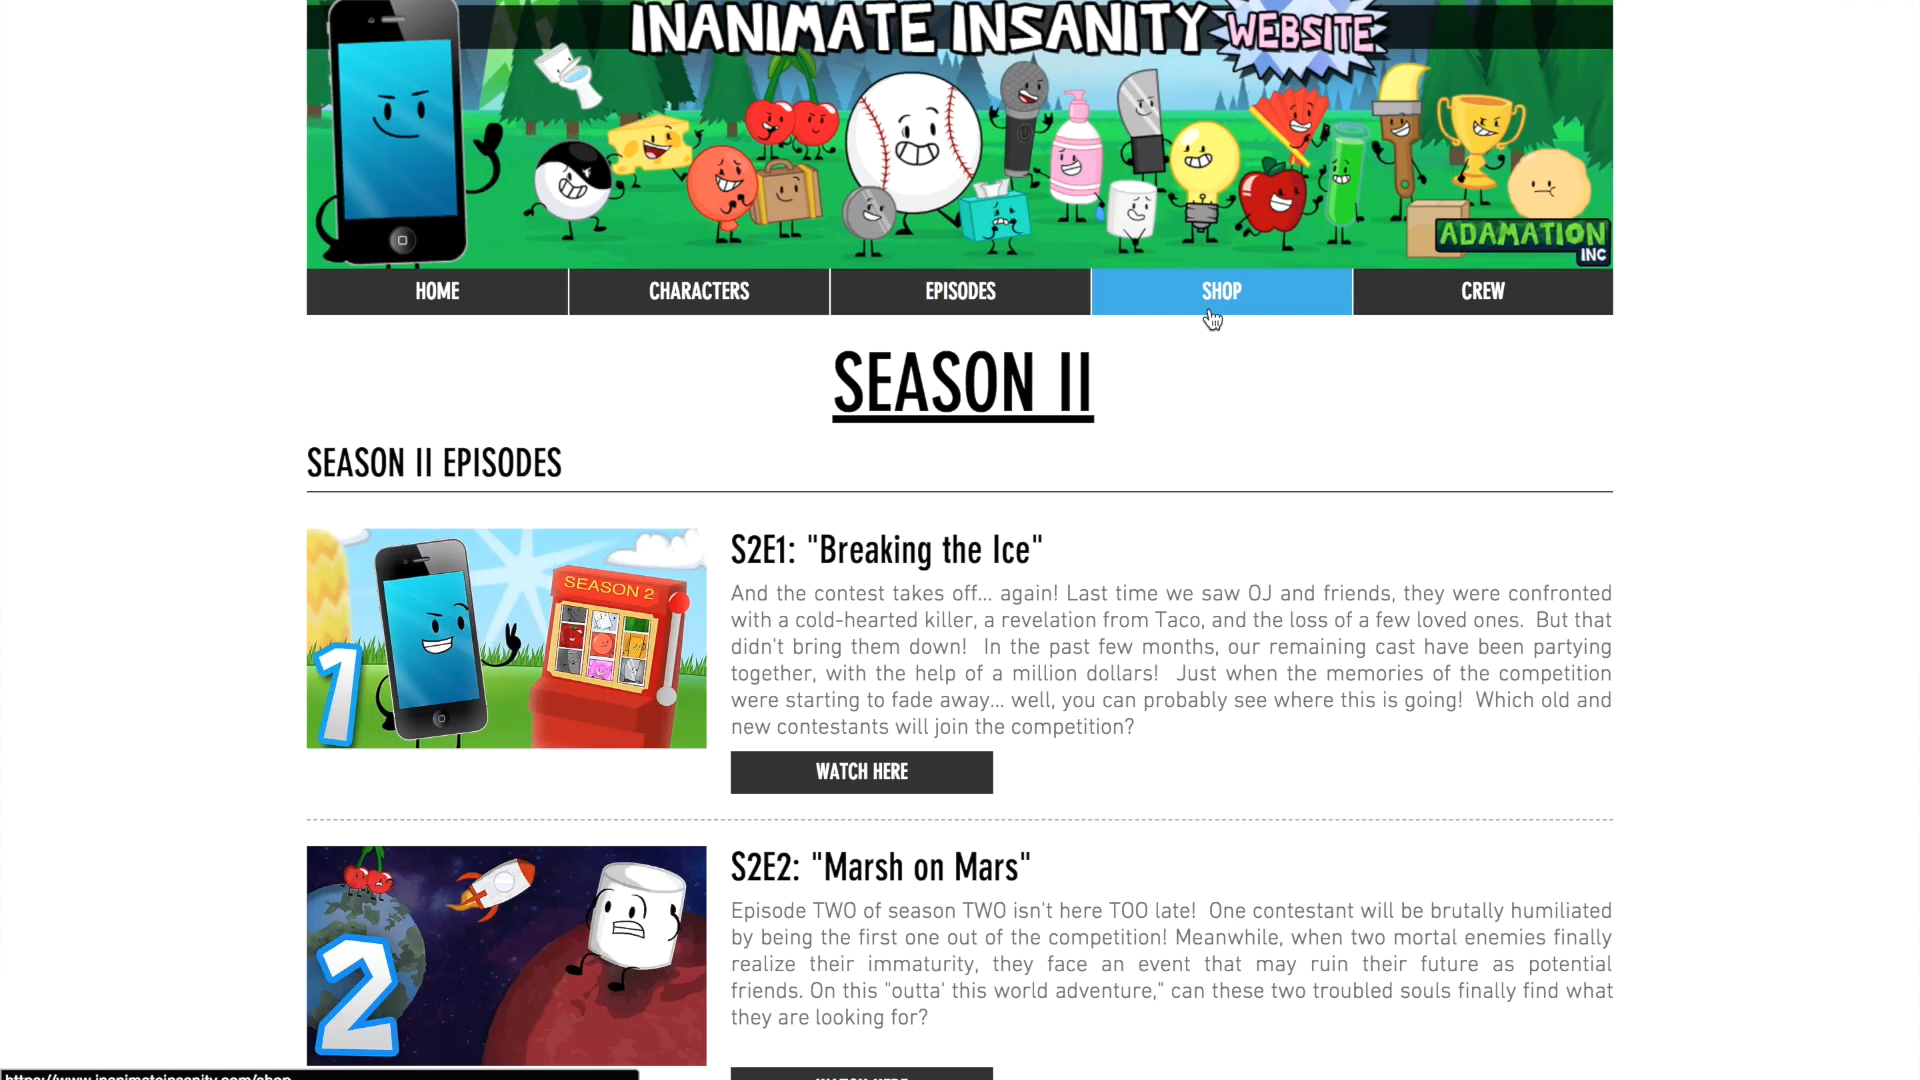 INANIMATE INSANITY WEBSITE
ADAMATION
INC
HOME CHARACTERS EPISODES SHOP CREW
SEASON II
SEASON II EPISODES
SEASON 2
1
S2E1: "Breaking the Ice"
And the contest takes off... again! Last time we saw OJ and friends, they were confronted
with a cold-hearted killer, a revelation from Taco, and the loss of a few loved ones. But that
didn't bring them down! In the past few months, our remaining cast have been partying
together, with the help of a million dollars! Just when the memories of the competition
were starting to fade away... well, you can probably see where this is going! Which old and
new contestants will join the competition?
WATCH HERE
2
S2E2: "Marsh on Mars"
Episode TWO of season TWO isn't here TOO late! One contestant will be brutally humiliated
by being the first one out of the competition! Meanwhile, when two mortal enemies finally
realize their immaturity, they face an event that may ruin their future as potential
friends. On this "outta' this world adventure," can these two troubled souls finally find what
they are looking for?
WATCH HERE
https://www.inanimateinsanity.com/shop